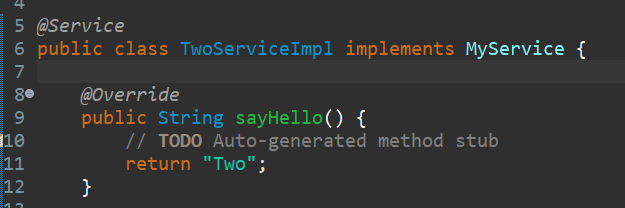 4
5 @Service
6 public class TwoServiceImpl implements MyService {
7
8 @Override
9 public String sayHello() {
10 // TODO Auto-generated method stub
11 return "Two";
12 }
13